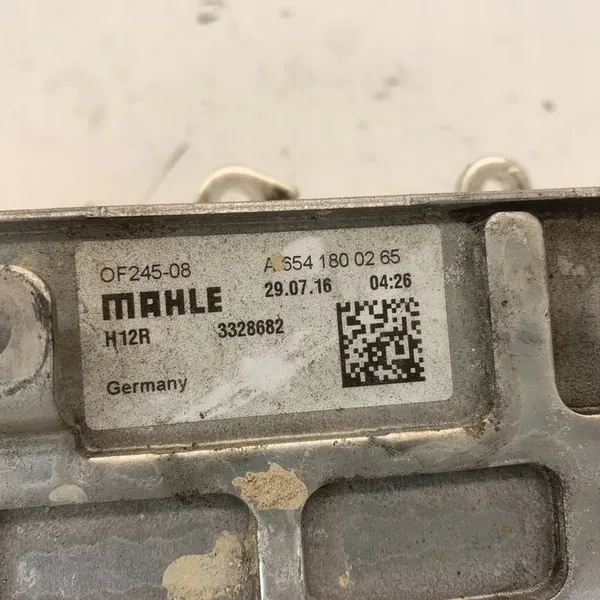 OF245-08 A 654 180 02 65
MAHLE 29.07.16 04:26
H12R 3328682
Germany